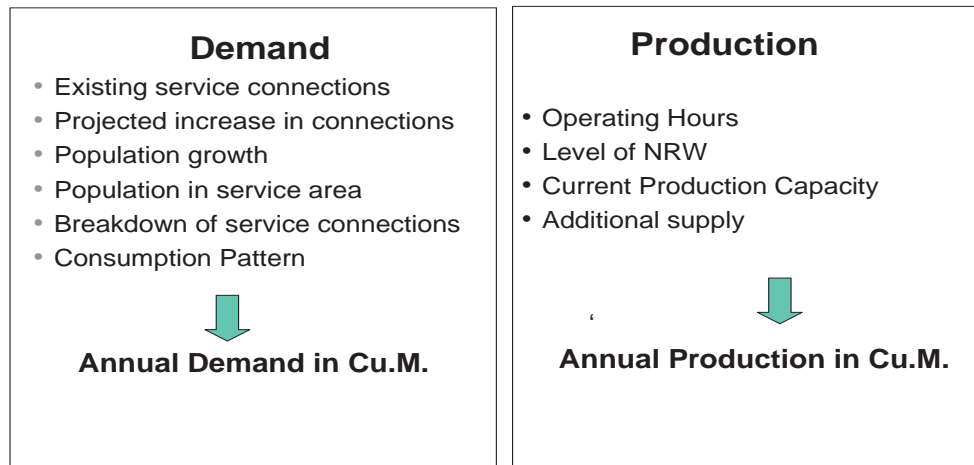 Demand
• Existing service connections
• Projected increase in connections
• Population growth
• Population in service area
• Breakdown of service connections
• Consumption Pattern
Annual Demand in Cu.M.
Production
• Operating Hours
• Level of NRW
• Current Production Capacity
• Additional supply
‘
Annual Production in Cu.M.